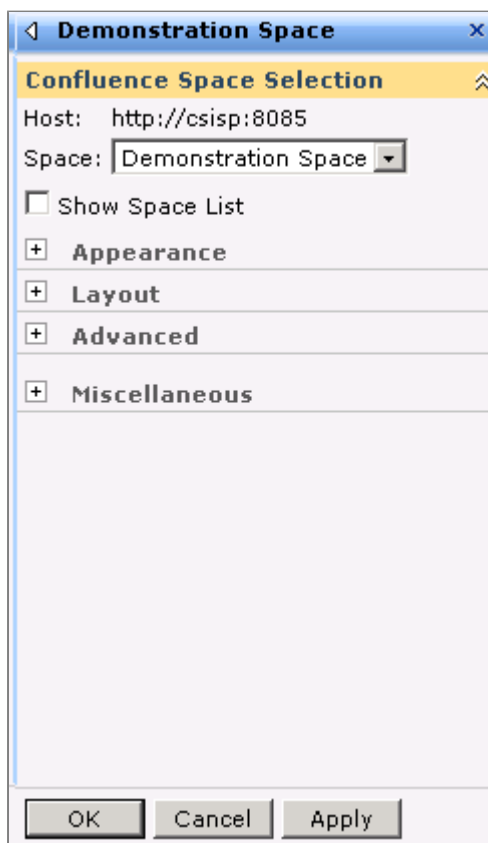 Demonstration Space
Confluence Space Selection
Host: http://csisp:8085
Space: Demonstration Space
Show Space List
Appearance
Layout
Advanced
Miscellaneous
OK Cancel Apply